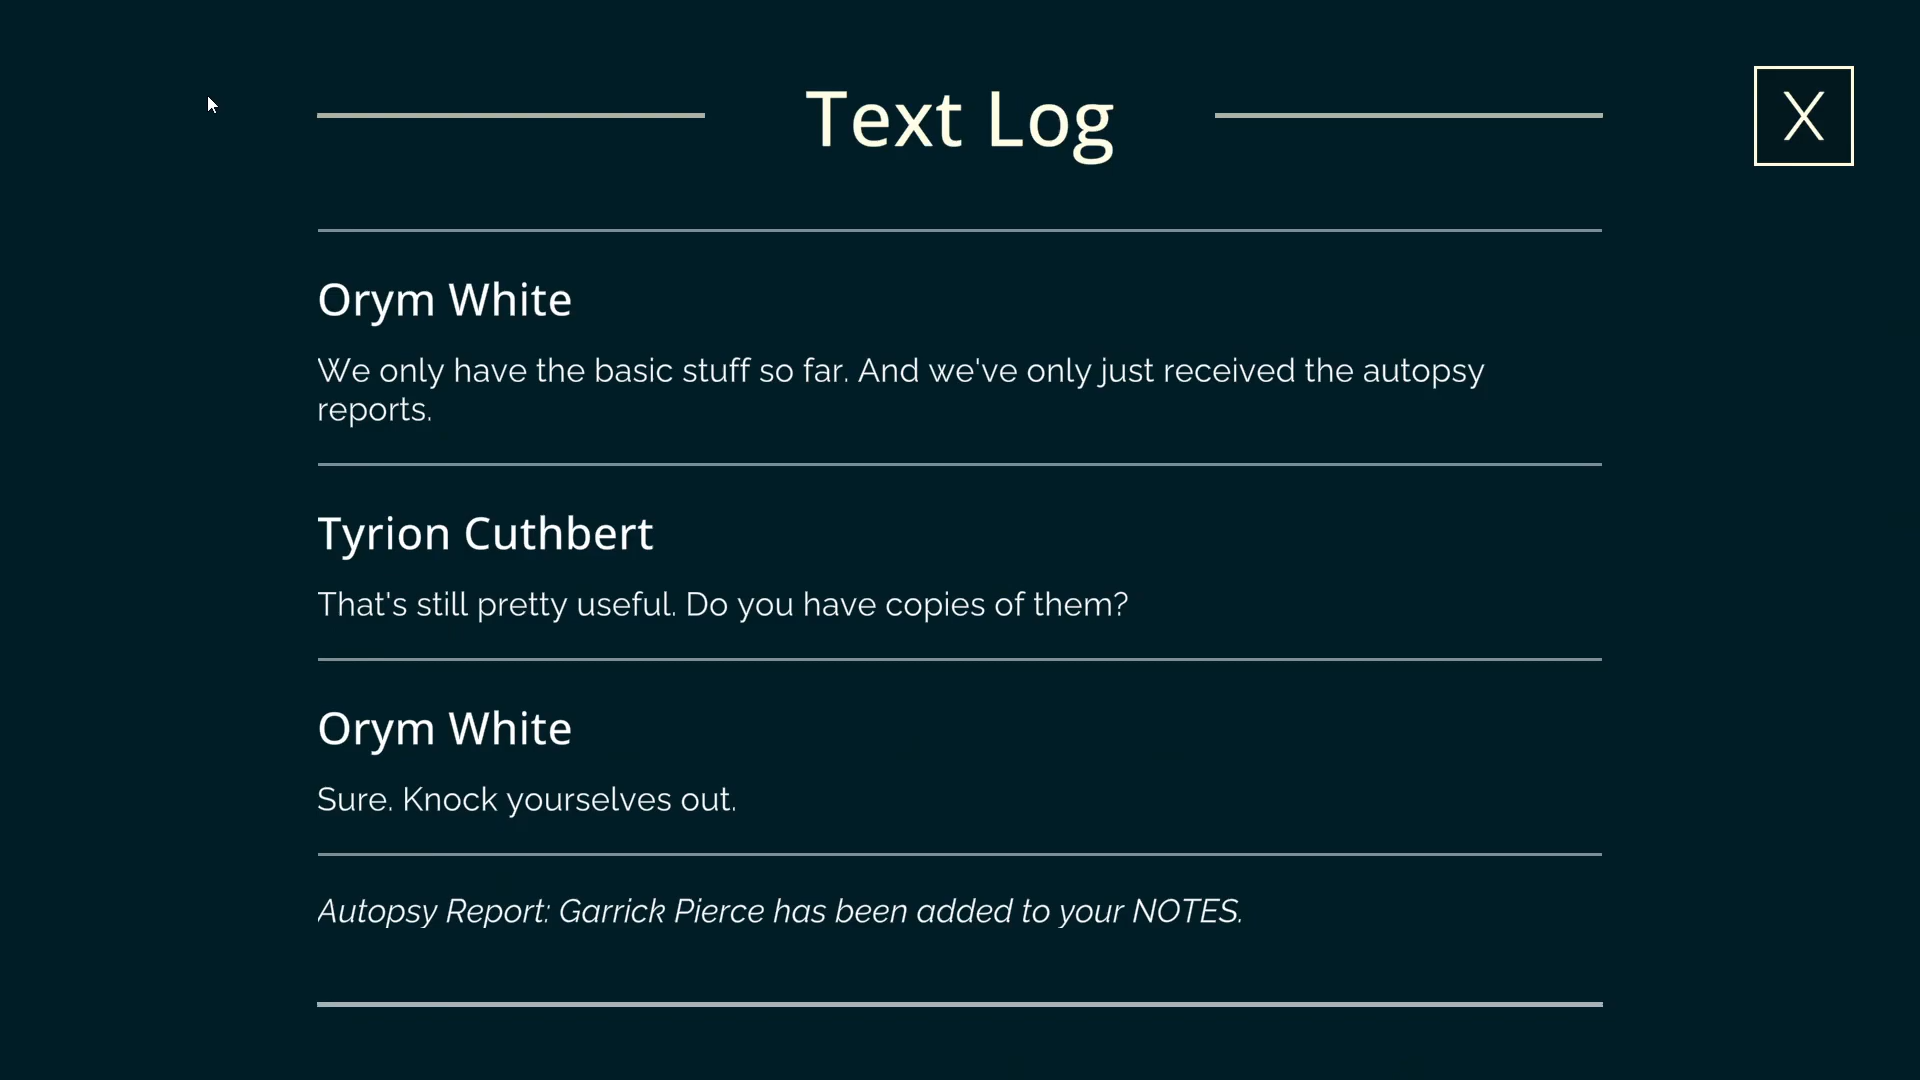 Text Log
X
Orym White
We only have the basic stuff so far. And we've only just received the autopsy
reports.
Tyrion Cuthbert
That's still pretty useful. Do you have copies of them?
Orym White
Sure. Knock yourselves out.
Autopsy Report: Garrick Pierce has been added to your NOTES.